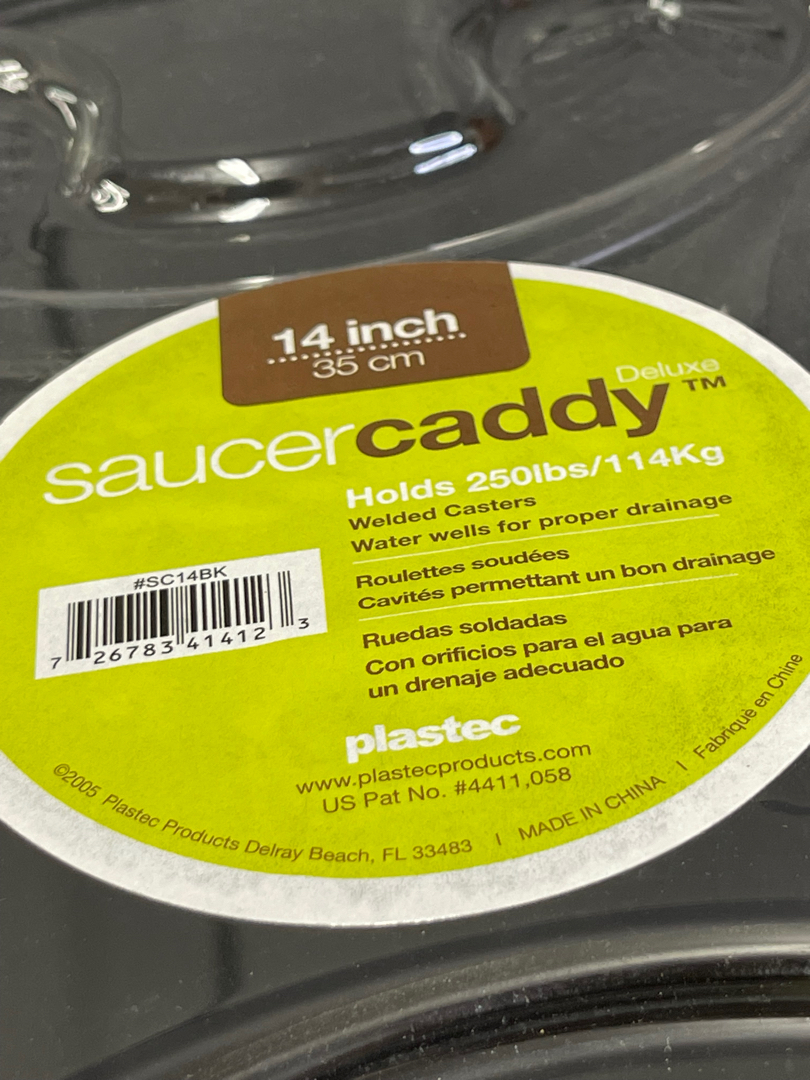 14 inch
35 cm
Deluxe
saucercaddy™
Holds 250lbs/114Kg
Welded Casters
Water wells for proper drainage
Roulettes soudées
Cavités permettant un bon drainage
Ruedas soldadas
Con orificios para el agua para
un drenaje adecuado
#SC14BK
7 26783 41412 3
plastec
www.plastecproducts.com
US Pat No. #4411,058
©2005 Plastec Products Delray Beach, FL 33483 | MADE IN CHINA | Fabriqué en Chine